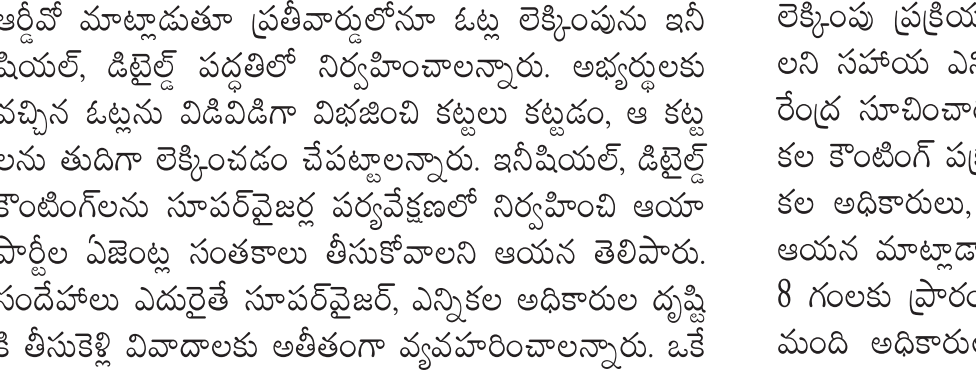 ఆర్డీవో మాట్లాడుతూ ప్రతీవార్డులోనూ ఓట్ల లెక్కింపును ఇనీ
షియల్, డిటైల్డ్ పద్ధతిలో నిర్వహించాలన్నారు. అభ్యర్థులకు
వచ్చిన ఓట్లను విడివిడిగా విభజించి కట్టలు కట్టడం, ఆ కట్ట
లను తుదిగా లెక్కించడం చేపట్టాలన్నారు. ఇనీషియల్, డిటైల్డ్
కౌంటింగ్‌లను సూపర్‌వైజర్ల పర్యవేక్షణలో నిర్వహించి ఆయా
పార్టీల ఏజెంట్ల సంతకాలు తీసుకోవాలని ఆయన తెలిపారు.
సందేహాలు ఎదురైతే సూపర్‌వైజర్, ఎన్నికల అధికారుల దృష్టి
కి తీసుకెళ్లి వివాదాలకు అతీతంగా వ్యవహరించాలన్నారు. ఒకే
లెక్కింపు
లని సహాయ
రేంద్ర
కల కౌంటింగ్
కల అధికారులు,
ఆయన
8 గంలకు
మంది